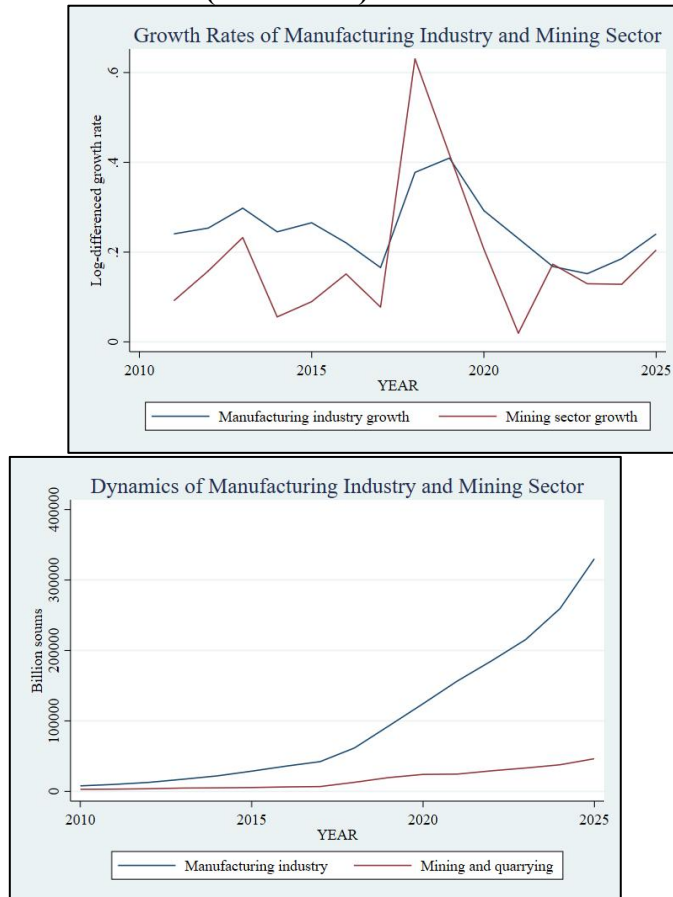 Growth Rates of Manufacturing Industry and Mining Sector
Log-differenced growth rate
.6
.4
.2
0
2010 2015 2020 2025
YEAR
Manufacturing industry growth Mining sector growth
Dynamics of Manufacturing Industry and Mining Sector
Billion soums
400000
300000
200000
100000
0
2010 2015 2020 2025
YEAR
Manufacturing industry Mining and quarrying